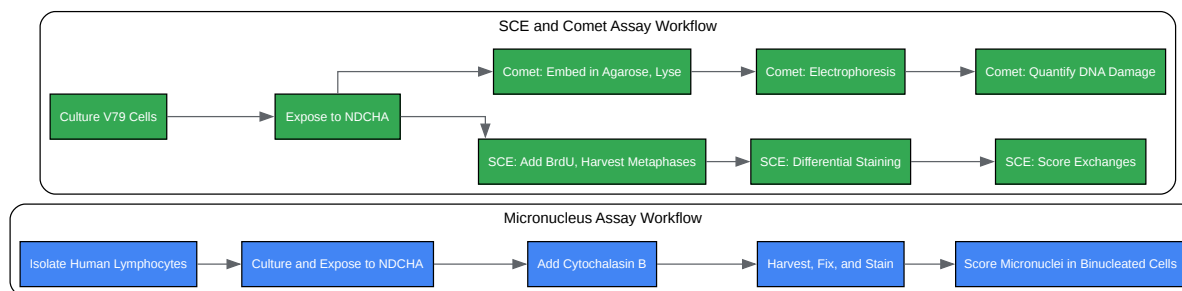 SCE and Comet Assay Workflow
Comet: Embed in Agarose, Lyse
Comet: Electrophoresis
Comet: Quantify DNA Damage
Culture V79 Cells
Expose to NDCHA
SCE: Add BrdU, Harvest Metaphases
SCE: Differential Staining
SCE: Score Exchanges
Micronucleus Assay Workflow
Isolate Human Lymphocytes
Culture and Expose to NDCHA
Add Cytochalasin B
Harvest, Fix, and Stain
Score Micronuclei in Binucleated Cells